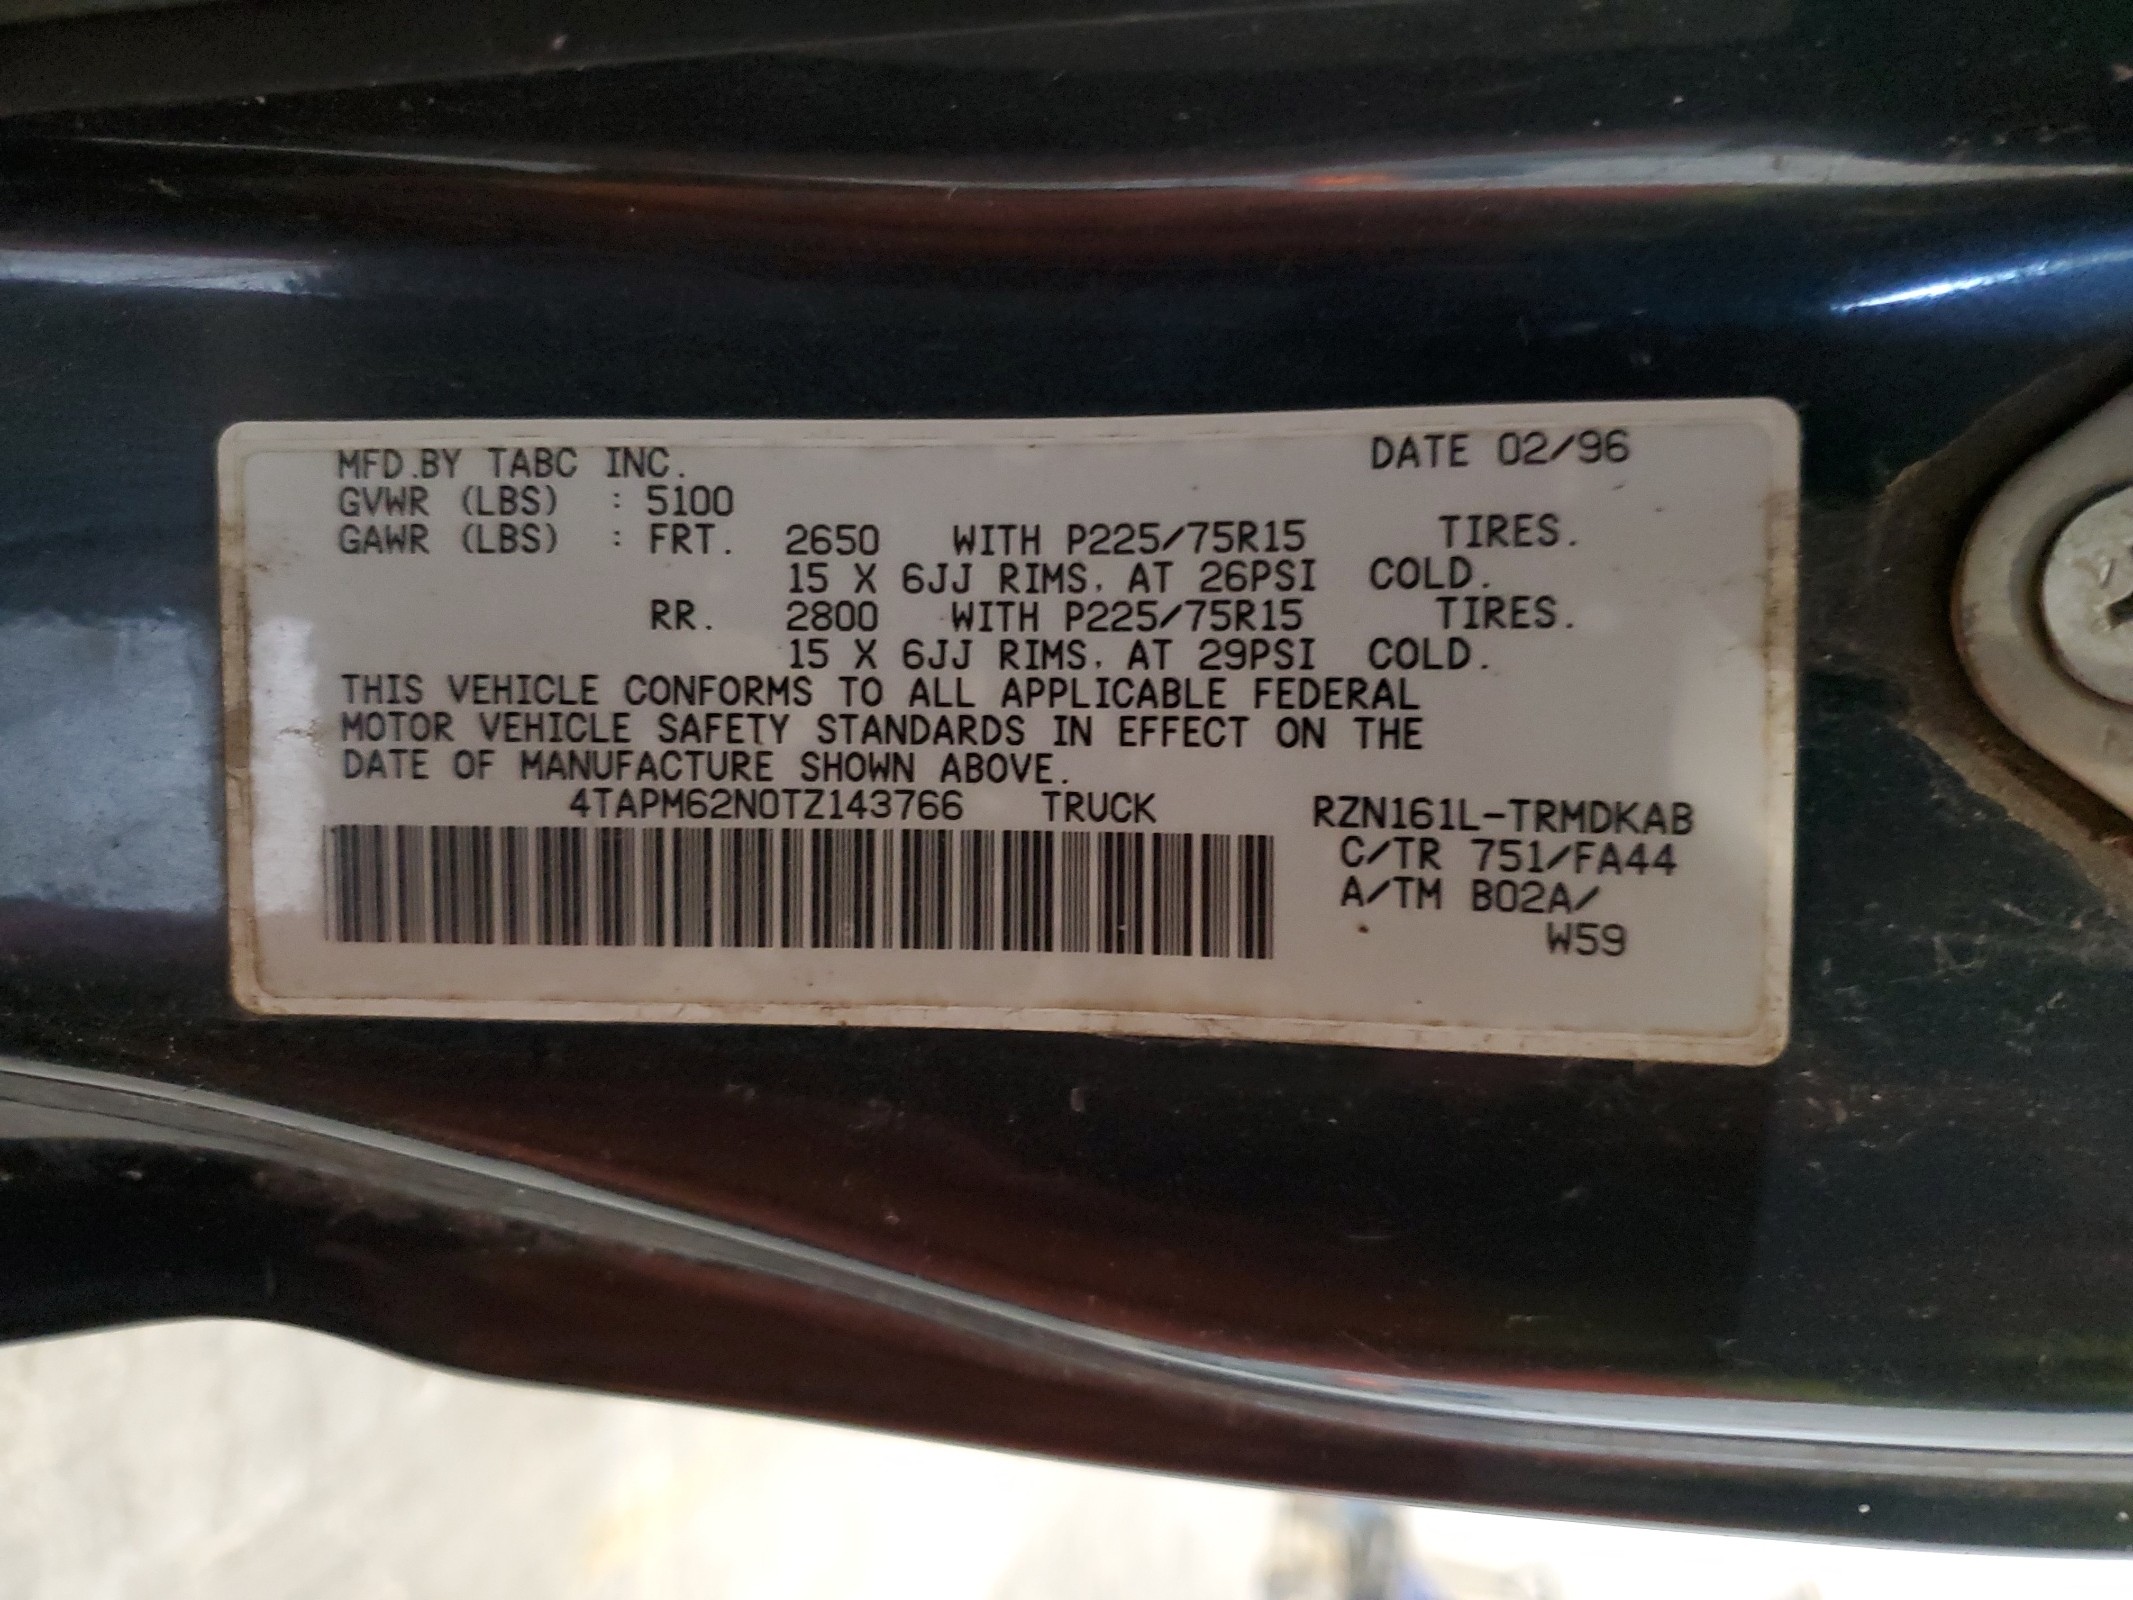 MFD.BY TABC INC. DATE 02/96
GVWR (LBS) : 5100
GAWR (LBS) : FRT. 2650 WITH P225/75R15 TIRES.
15 X 6JJ RIMS, AT 26PSI COLD.
RR. 2800 WITH P225/75R15 TIRES.
15 X 6JJ RIMS, AT 29PSI COLD.
THIS VEHICLE CONFORMS TO ALL APPLICABLE FEDERAL
MOTOR VEHICLE SAFETY STANDARDS IN EFFECT ON THE
DATE OF MANUFACTURE SHOWN ABOVE.
4TAPM62N0TZ143766 TRUCK RZN161L-TRMDKAB
C/TR 751/FA44
A/TM B02A/
W59